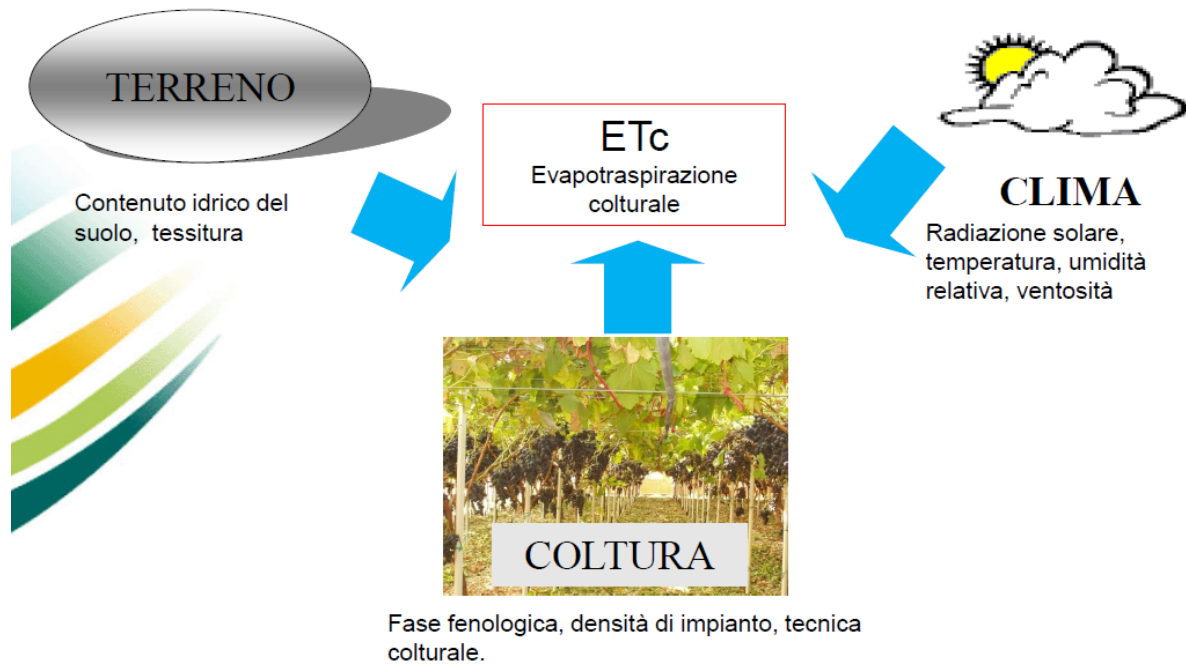 TERRENO
Contenuto idrico del
suolo, tessitura
ETc
Evapotraspirazione
colturale
CLIMA
Radiazione solare,
temperatura, umidità
relativa, ventosità
COLTURA
Fase fenologica, densità di impianto, tecnica
colturale.